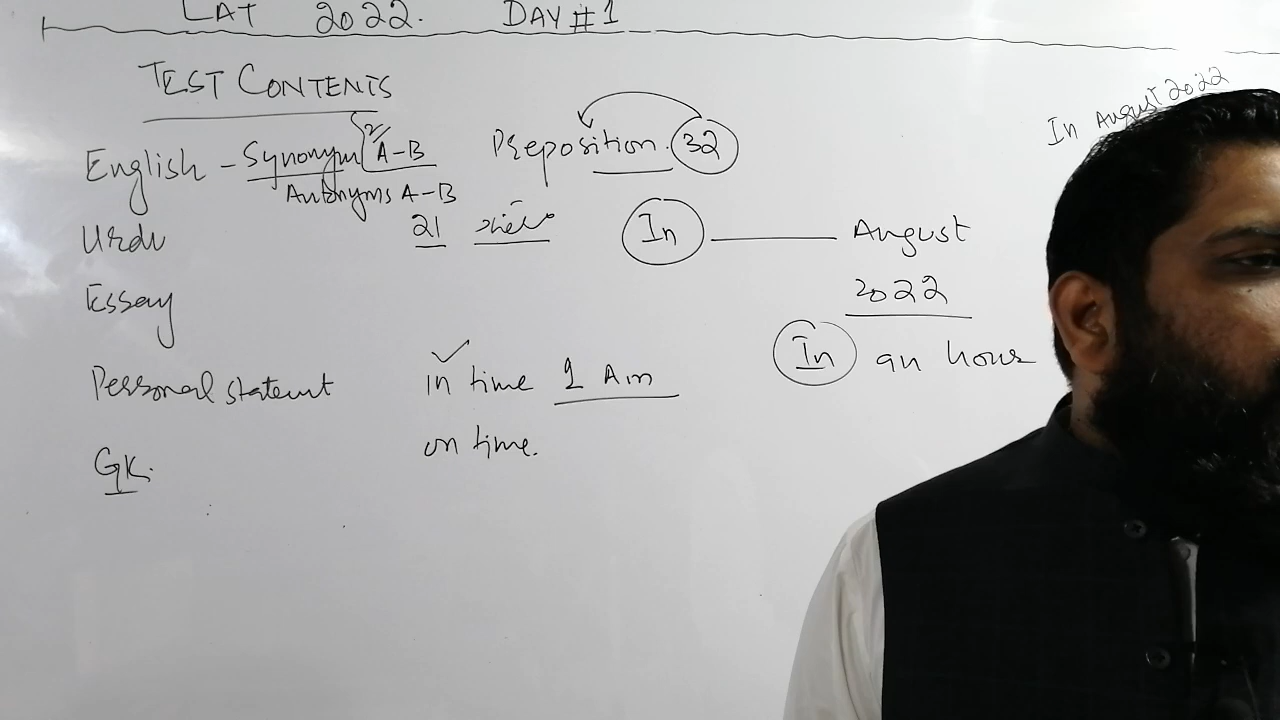 LAT 2022. DAY #1
TEST CONTENTS
In August 2022
English - Synonym A-B Preposition. 32
Antonyms A-B
Urdu 21 In August
2022
Essay
In an hour
Personal statemt in time 1 Am
on time.
GK.